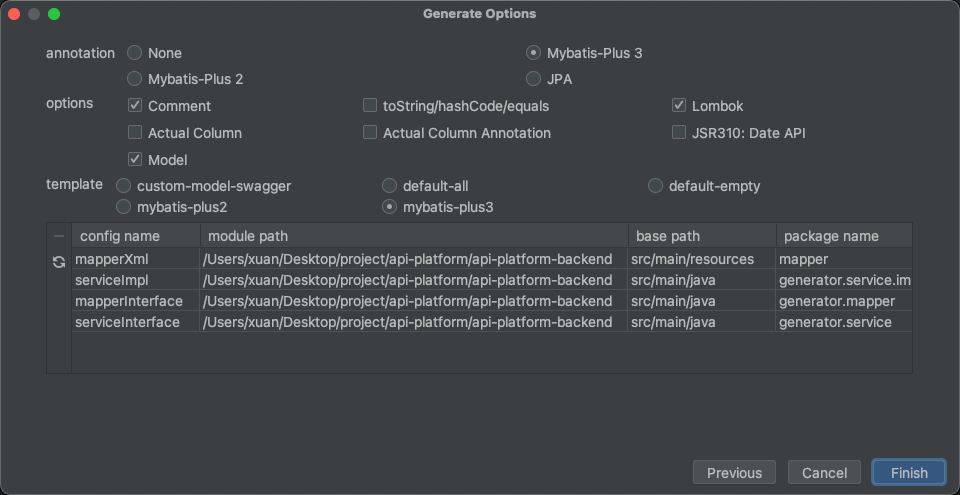 Generate Options
annotation None Mybatis-Plus 3
Mybatis-Plus 2 JPA
options Comment toString/hashCode/equals Lombok
Actual Column Actual Column Annotation JSR310: Date API
Model
template custom-model-swagger default-all default-empty
mybatis-plus2 mybatis-plus3
config name module path base path package name
mapperXml /Users/xuan/Desktop/project/api-platform/api-platform-backend src/main/resources mapper
serviceImpl /Users/xuan/Desktop/project/api-platform/api-platform-backend src/main/java generator.service.im
mapperInterface /Users/xuan/Desktop/project/api-platform/api-platform-backend src/main/java generator.mapper
serviceInterface /Users/xuan/Desktop/project/api-platform/api-platform-backend src/main/java generator.service
Previous Cancel Finish